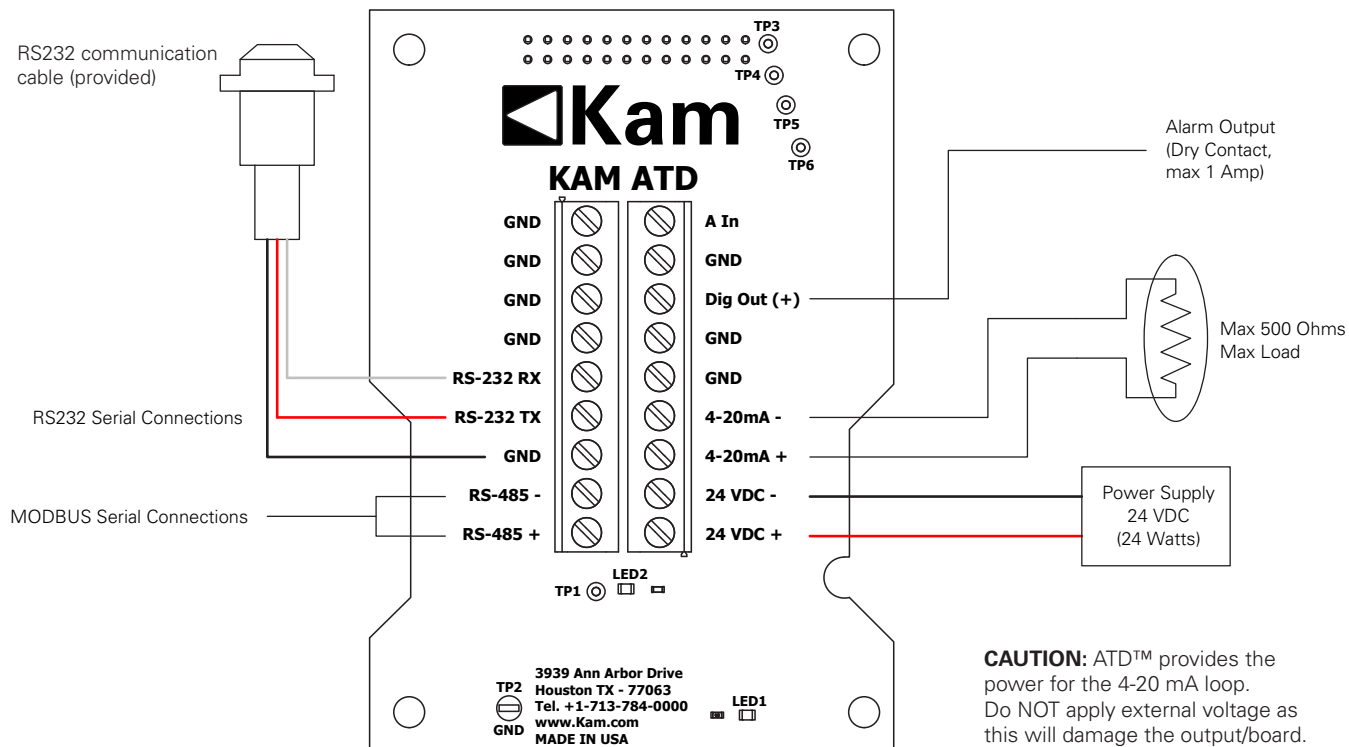 RS232 communication
cable (provided)
TP3
TP4
TP5
TP6
Kam
KAM ATD
Alarm Output
(Dry Contact,
max 1 Amp)
GND
A In
GND
GND
GND
Dig Out (+)
GND
GND
Max 500 Ohms
Max Load
RS-232 RX
GND
RS232 Serial Connections
RS-232 TX
4-20mA -
GND
4-20mA +
MODBUS Serial Connections
RS-485 -
24 VDC -
RS-485 +
24 VDC +
Power Supply
24 VDC
(24 Watts)
TP1
LED2
3939 Ann Arbor Drive
Houston TX - 77063
Tel. +1-713-784-0000
www.Kam.com
MADE IN USA
TP2
GND
LED1
CAUTION: ATD™ provides the
power for the 4-20 mA loop.
Do NOT apply external voltage as
this will damage the output/board.